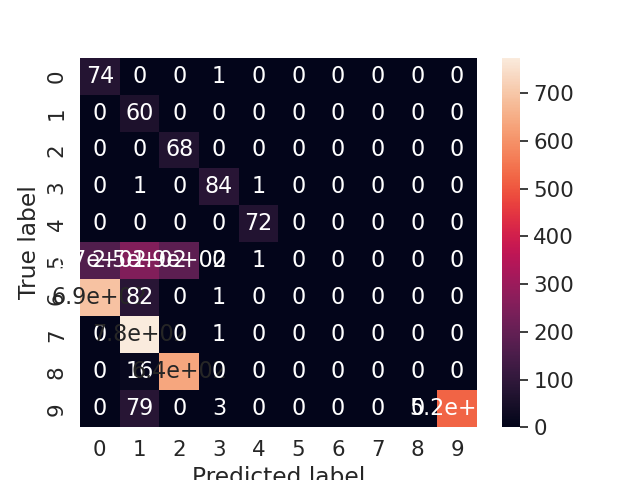 0 74 0 0 1 0 0 0 0 0 0
1 0 60 0 0 0 0 0 0 0 0
2 0 0 68 0 0 0 0 0 0 0
3 0 1 0 84 1 0 0 0 0 0
4 0 0 0 0 72 0 0 0 0 0
5 1 0 0 0 0 0
6 82 0 1 0 0 0 0 0 0
7 0 0 1 0 0 0 0 0 0
8 0 16 0 0 0 0 0 0 0
9 0 79 0 3 0 0 0 0
0 1 2 3 4 5 6 7 8 9
Predicted label
True label
700
600
500
400
300
200
100
0